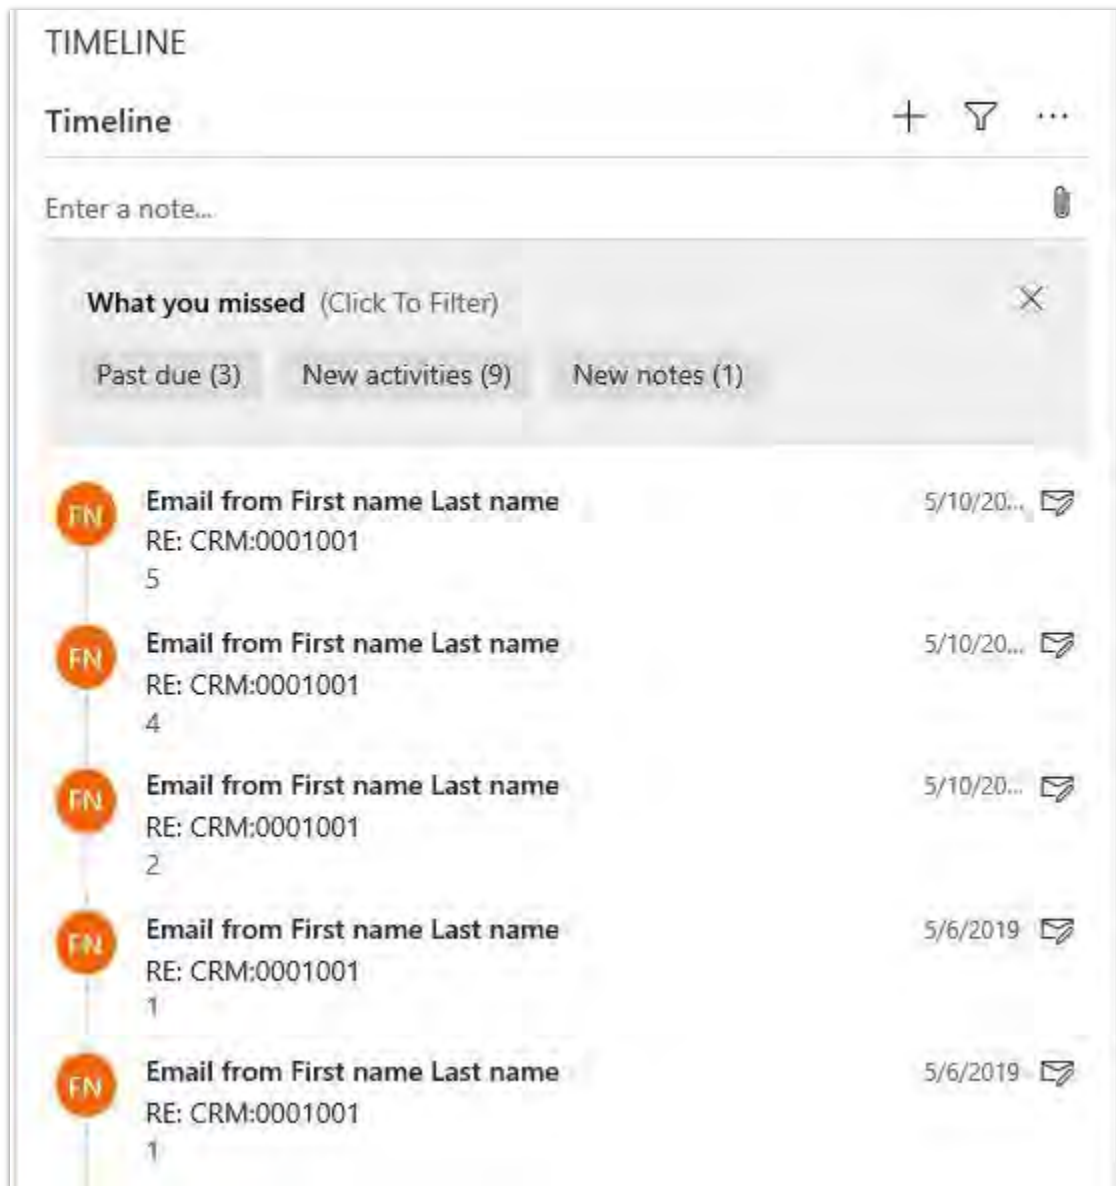 TIMELINE
Timeline
Enter a note...
What you missed (Click To Filter)
Past due (3) New activities (9) New notes (1)
FN Email from First name Last name 5/10/20...
RE: CRM:0001001
5
FN Email from First name Last name 5/10/20...
RE: CRM:0001001
4
FN Email from First name Last name 5/10/20...
RE: CRM:0001001
2
FN Email from First name Last name 5/6/2019
RE: CRM:0001001
1
FN Email from First name Last name 5/6/2019
RE: CRM:0001001
1